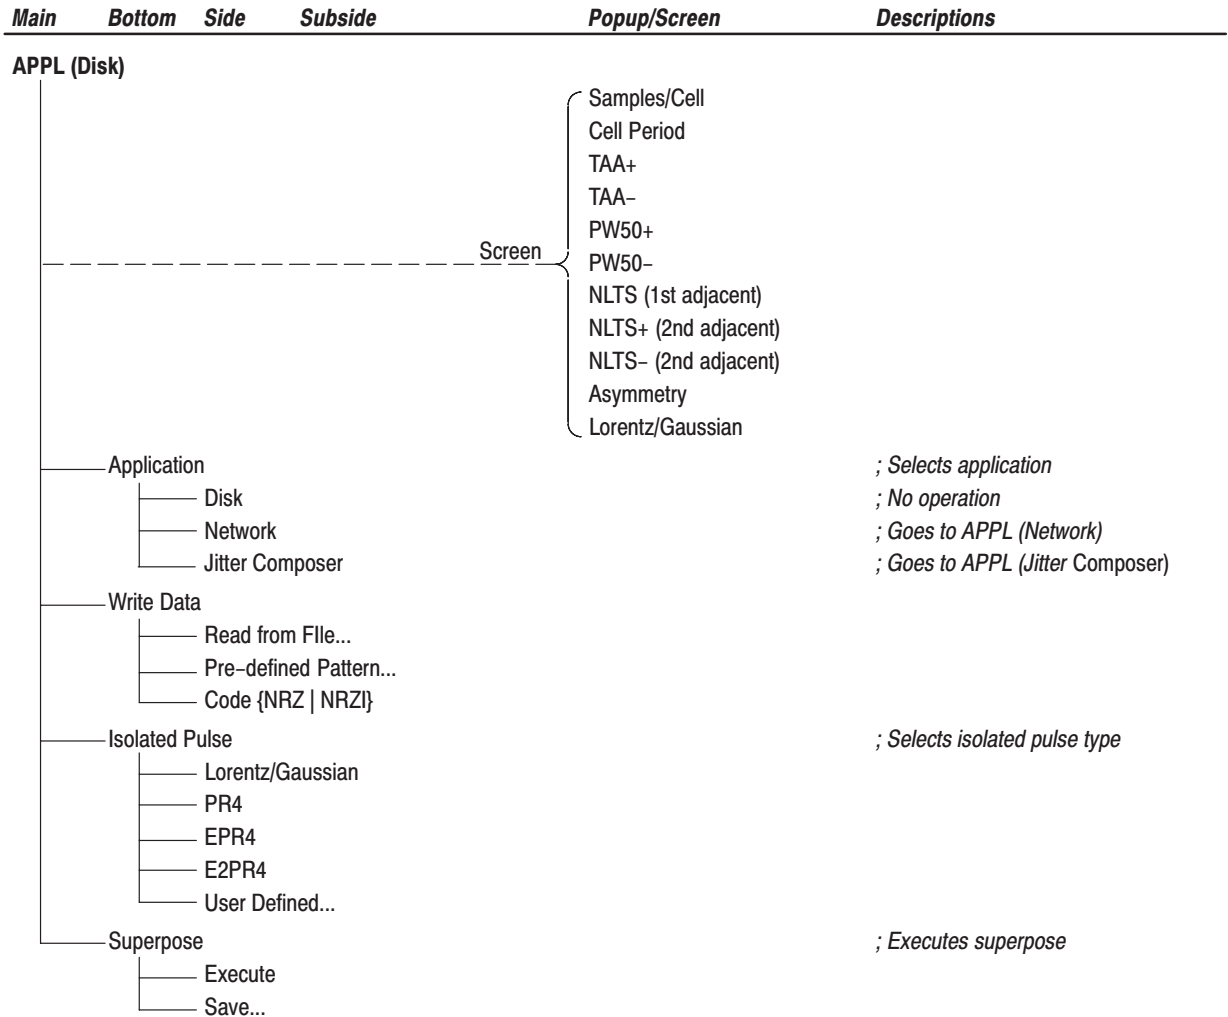 Main Bottom Side Subside Popup/Screen Descriptions
APPL (Disk)
Samples/Cell
Cell Period
TAA+
TAA–
PW50+
Screen
PW50–
NLTS (1st adjacent)
NLTS+ (2nd adjacent)
NLTS– (2nd adjacent)
Asymmetry
Lorentz/Gaussian
Application ; Selects application
Disk ; No operation
Network ; Goes to APPL (Network)
Jitter Composer ; Goes to APPL (Jitter Composer)
Write Data
Read from FIle...
Pre–defined Pattern...
Code {NRZ | NRZI}
Isolated Pulse ; Selects isolated pulse type
Lorentz/Gaussian
PR4
EPR4
E2PR4
User Defined...
Superpose ; Executes superpose
Execute
Save...